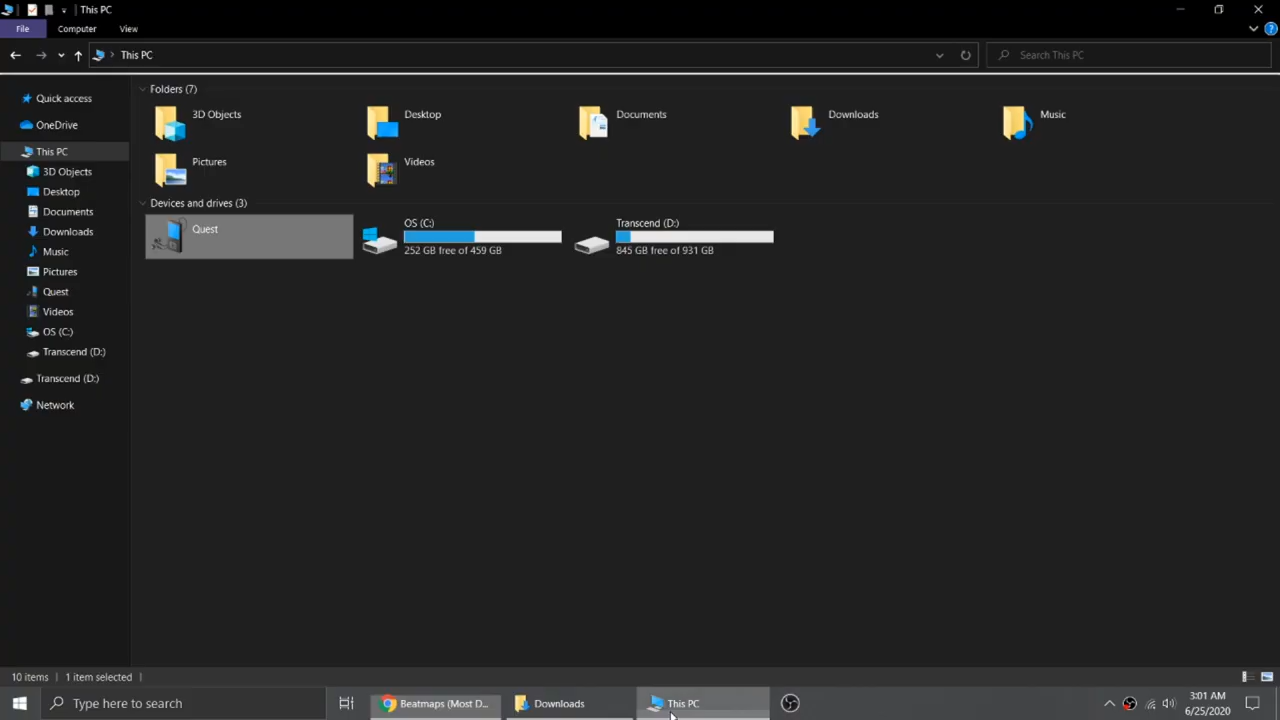 This PC
File Computer View
This PC
Search This PC
Quick access
OneDrive
This PC
3D Objects
Desktop
Documents
Downloads
Music
Pictures
Quest
Videos
OS (C:)
Transcend (D:)
Transcend (D:)
Network
Folders (7)
3D Objects
Desktop
Documents
Downloads
Music
Pictures
Videos
Devices and drives (3)
Quest
OS (C:)
252 GB free of 459 GB
Transcend (D:)
845 GB free of 931 GB
10 items 1 item selected
Type here to search
Beatmaps (Most D...
Downloads
This PC
3:01 AM
6/25/2020